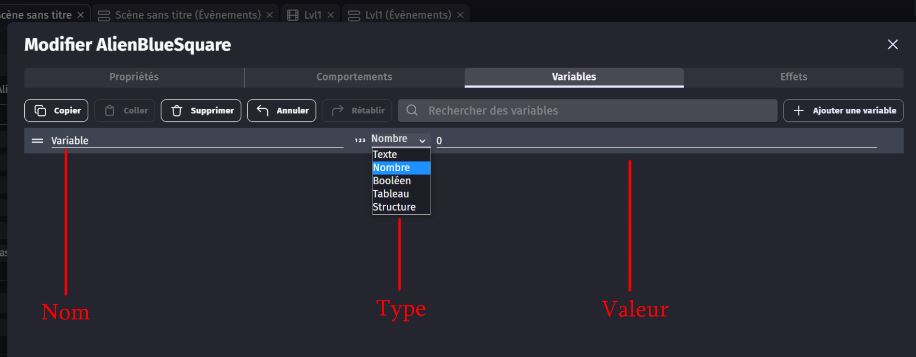 cène sans titre × Scène sans titre (Évènements) × Lvl1 × Lvl1 (Évènements) ×
Modifier AlienBlueSquare ×
Propriétés Comportements Variables Effets
Copier Coller Supprimer Annuler Rétablir Rechercher des variables + Ajouter une variable
Variable 123 Nombre 0
Texte
Nombre
Booléen
Tableau
Structure
Nom Type Valeur